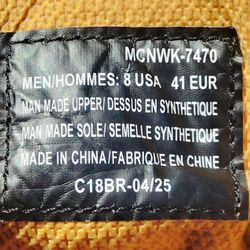 MCNWK-7470
MEN/HOMMES: 8 USA 41 EUR
MAN MADE UPPER/DESSUS EN SYNTHETIQUE
MAN MADE SOLE/ SEMELLE SYNTHETIQUE
MADE IN CHINA/FABRIQUE EN CHINE
C18BR-04/25